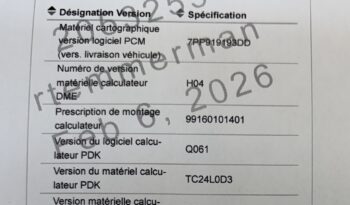 Désignation Version Spécification
Matériel cartographique
version logiciel PCM 7PP919193DD
(vers. livraison véhicule)
Numéro de version
matérielle calculateur H04
DME
Prescription de montage 99160101401
calculateur
Version du logiciel calcu- Q061
lateur PDK
Version du matériel calcu- TC24L0D3
lateur PDK
Version matérielle calcu-
rtemmerman
Feb 6, 2026